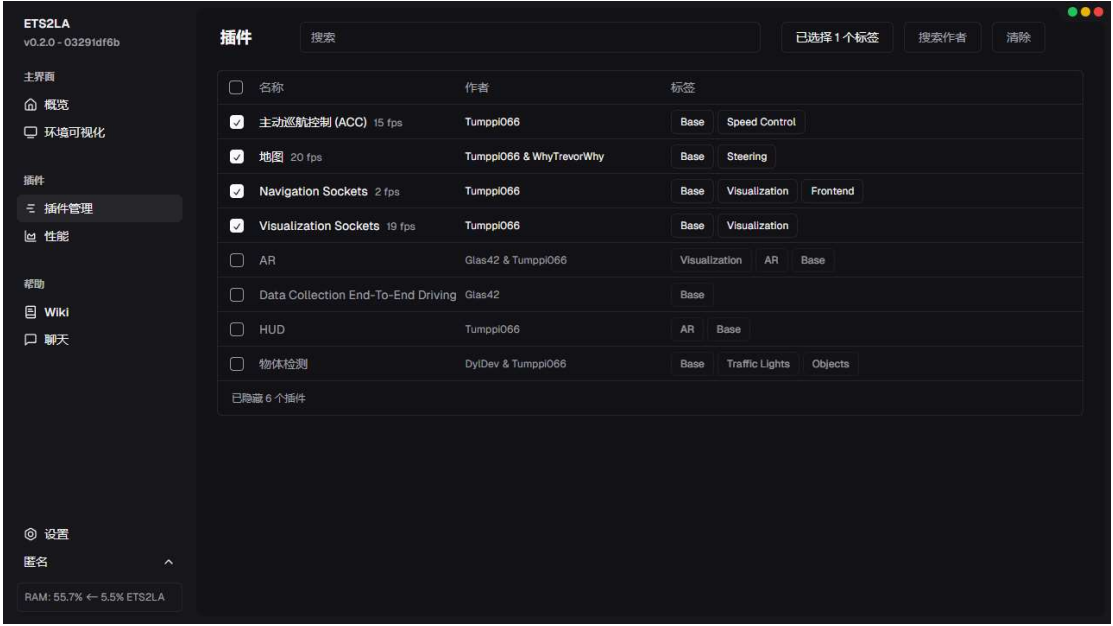 ETS2LA
v0.2.0 - 03291df6b
主界面
概览
环境可视化
插件
插件管理
性能
帮助
Wiki
聊天
设置
匿名
RAM: 55.7% ← 5.5% ETS2LA
插件
搜索
已选择 1 个标签
搜索作者
清除
名称 作者 标签
主动巡航控制 (ACC) 15 fps Tumppi066 Base Speed Control
地图 20 fps Tumppi066 & WhyTrevorWhy Base Steering
Navigation Sockets 2 fps Tumppi066 Base Visualization Frontend
Visualization Sockets 19 fps Tumppi066 Base Visualization
AR Glas42 & Tumppi066 Visualization AR Base
Data Collection End-To-End Driving Glas42 Base
HUD Tumppi066 AR Base
物体检测 DylDev & Tumppi066 Base Traffic Lights Objects
已隐藏 6 个插件